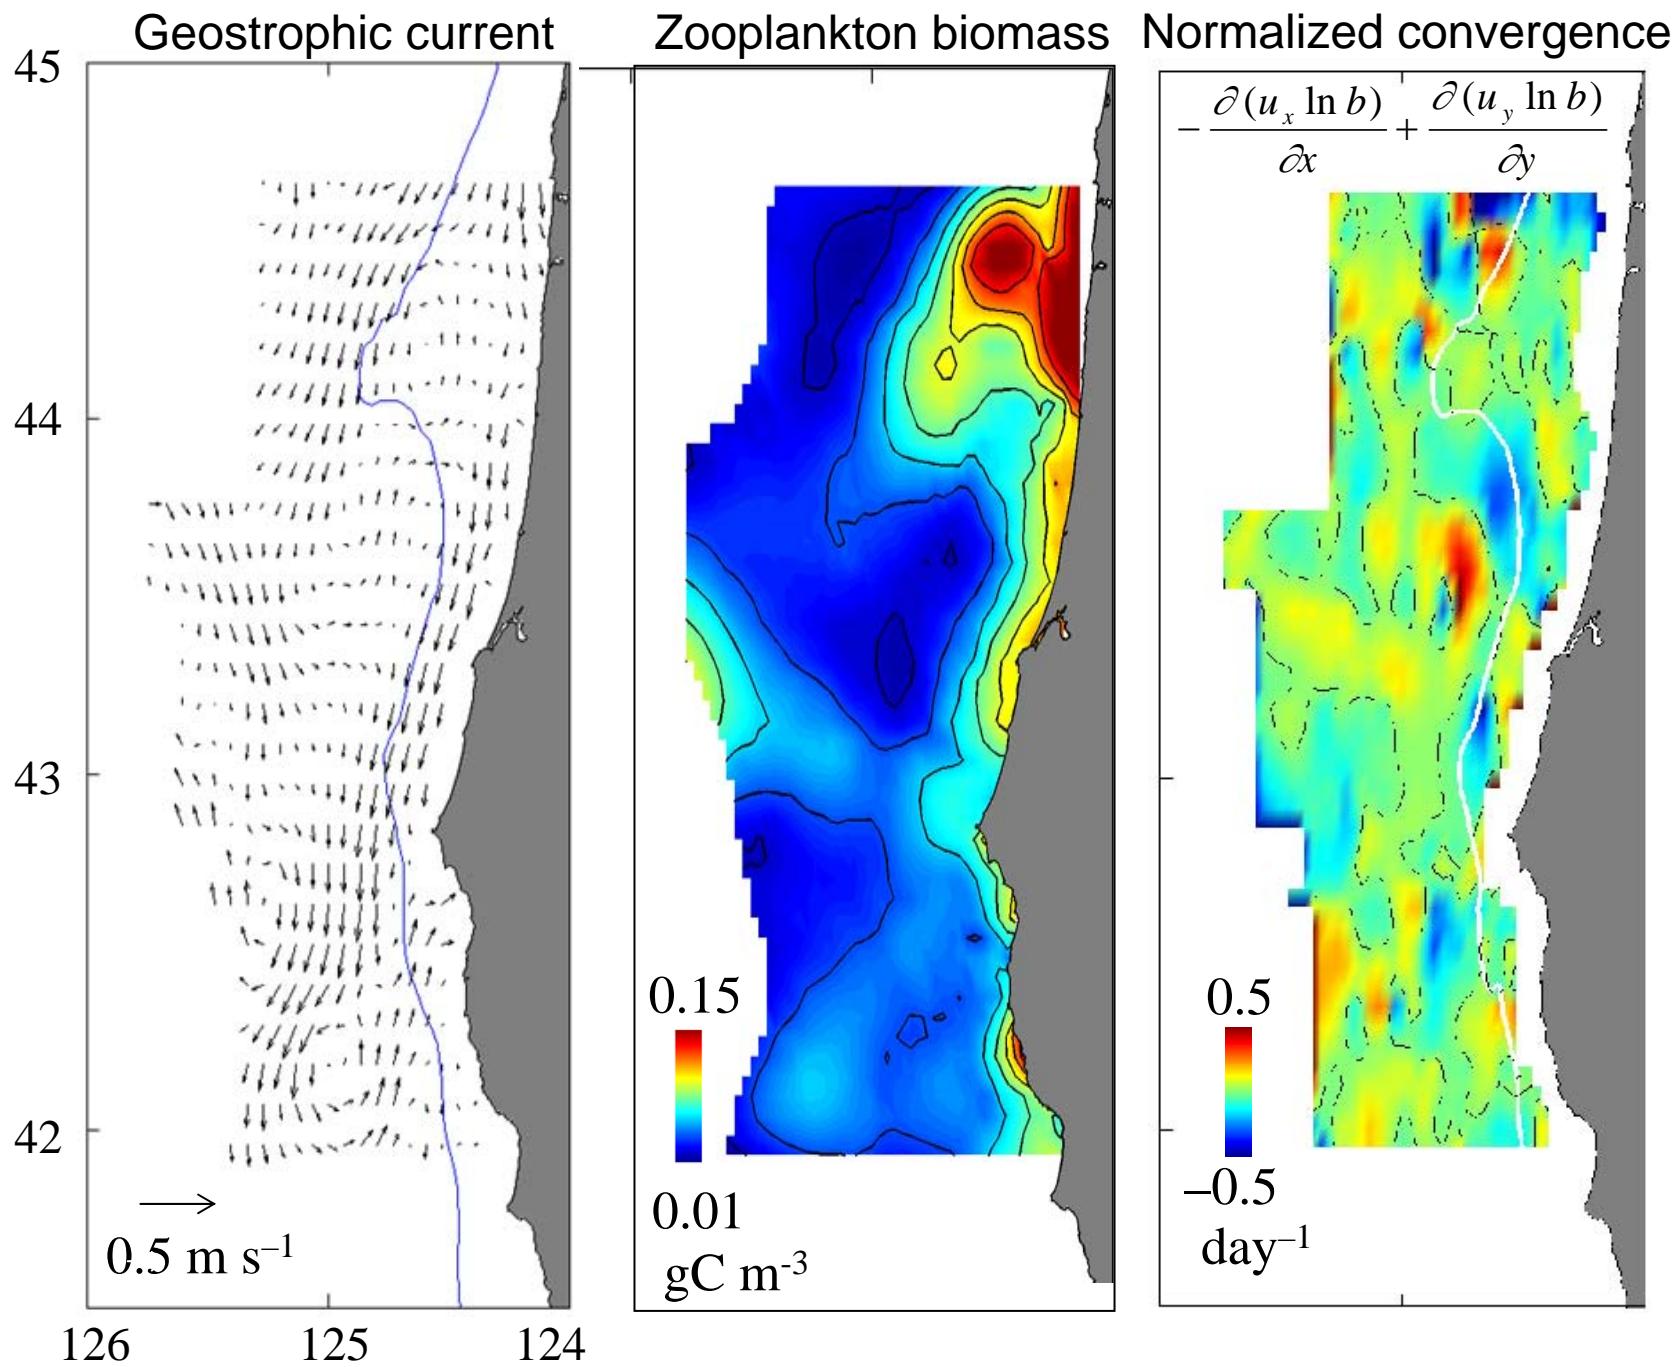 Geostrophic current
Zooplankton biomass
Normalized convergence
− ∂(u_x ln b)/∂x + ∂(u_y ln b)/∂y
45
44
43
42
126
125
124
0.5 m s⁻¹
0.15
0.01
gC m⁻³
0.5
–0.5
day⁻¹